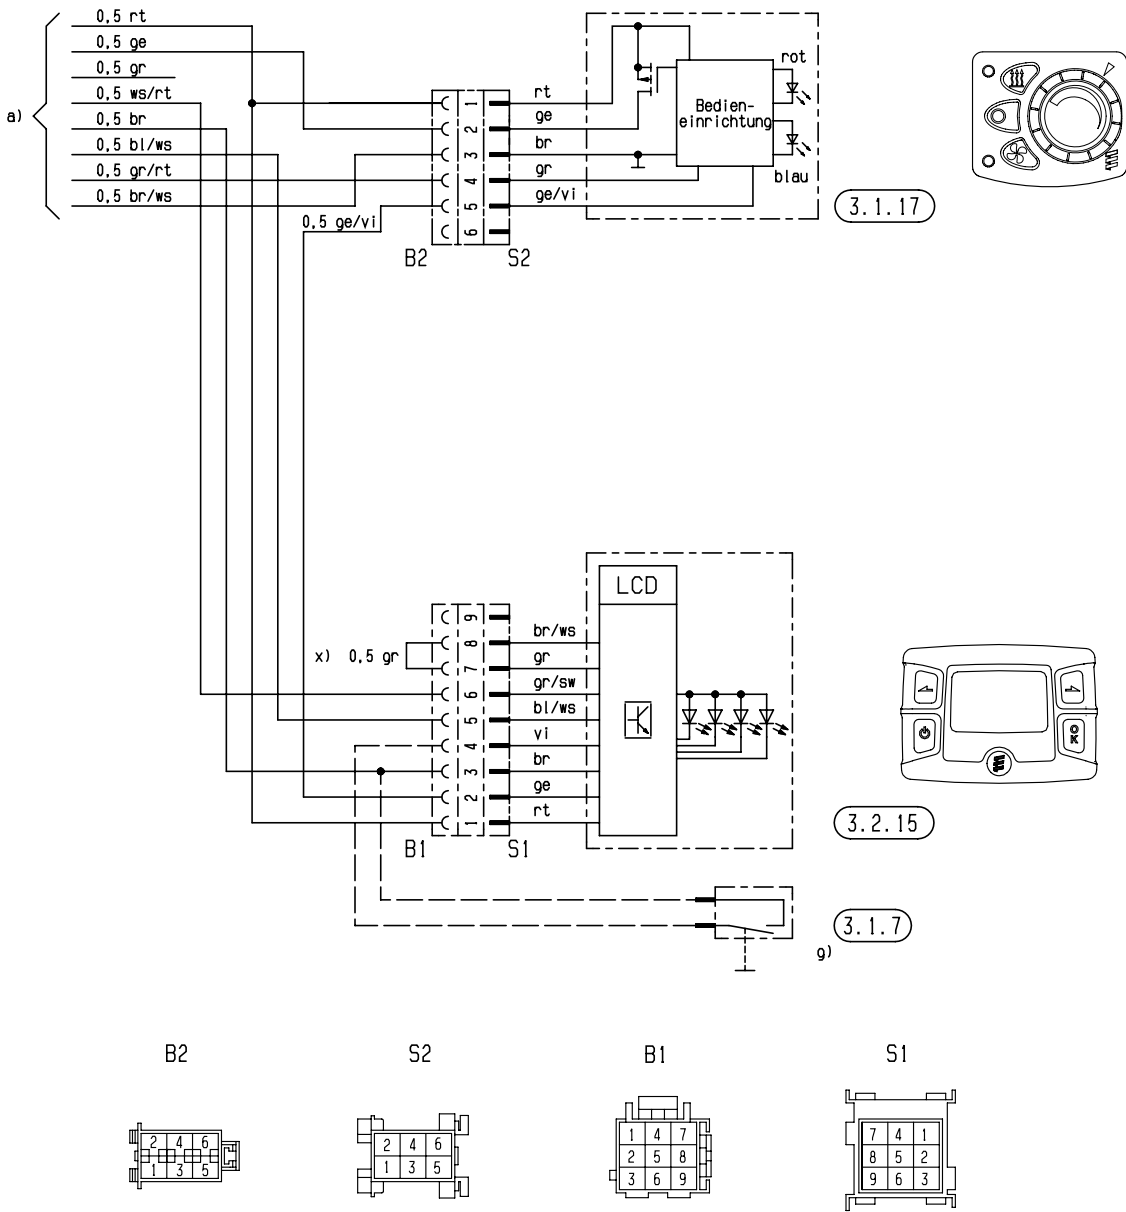 0,5 rt
0,5 ge
0,5 gr
0,5 ws/rt
a)
0,5 br
0,5 bl/ws
0,5 gr/rt
0,5 br/ws
0,5 ge/vi
1
2
3
4
5
6
B2
S2
rt
ge
br
gr
ge/vi
Bedien-
einrichtung
rot
blau
3.1.17
x) 0,5 gr
9
8
7
6
5
4
3
2
1
B1
S1
br/ws
gr
gr/sw
bl/ws
vi
br
ge
rt
LCD
OK
3.2.15
3.1.7
g)
B2
S2
B1
S1
2 4 6
1 3 5
2 4 6
1 3 5
1 4 7
2 5 8
3 6 9
7 4 1
8 5 2
9 6 3